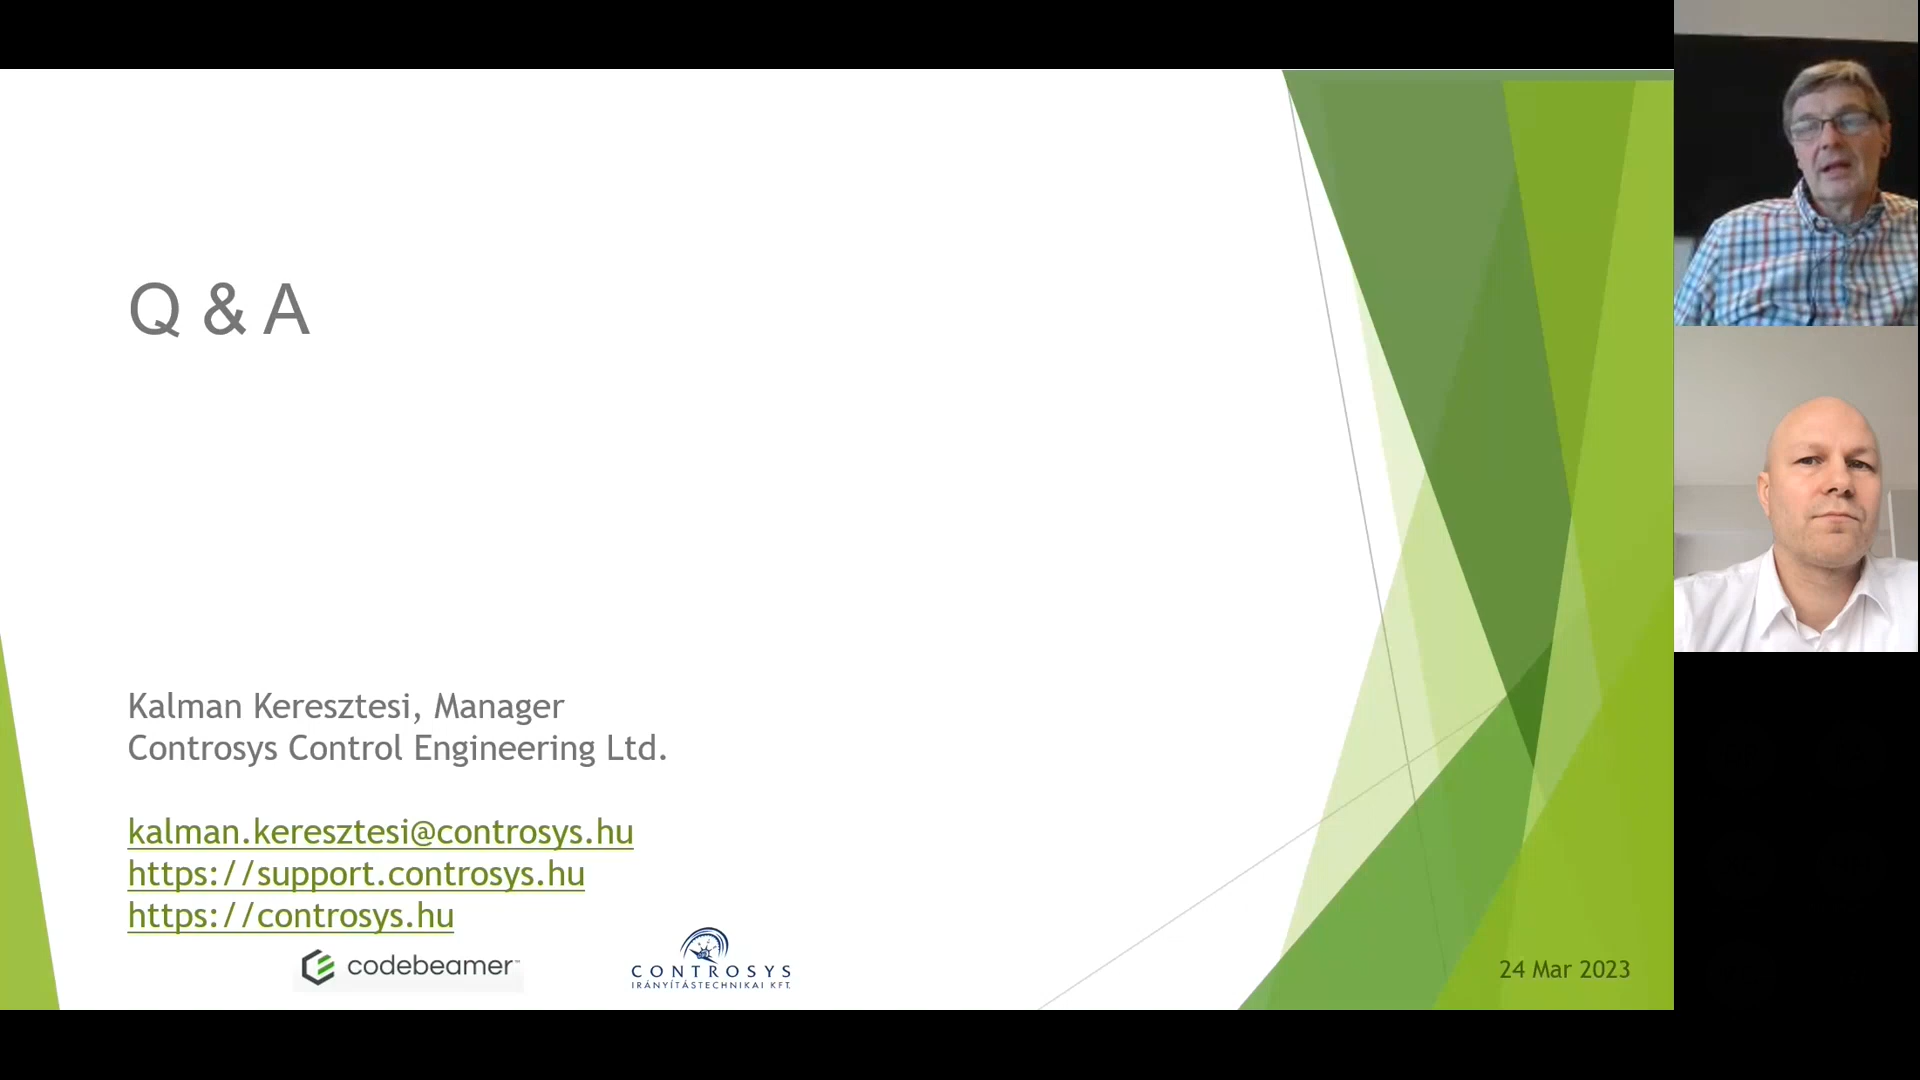 Q & A
Kalman Keresztesi, Manager
Controsys Control Engineering Ltd.
kalman.keresztesi@controsys.hu
https://support.controsys.hu
https://controsys.hu
codebeamer™
CONTROSYS
IRÁNYÍTÁSTECHNIKAI KFT.
24 Mar 2023